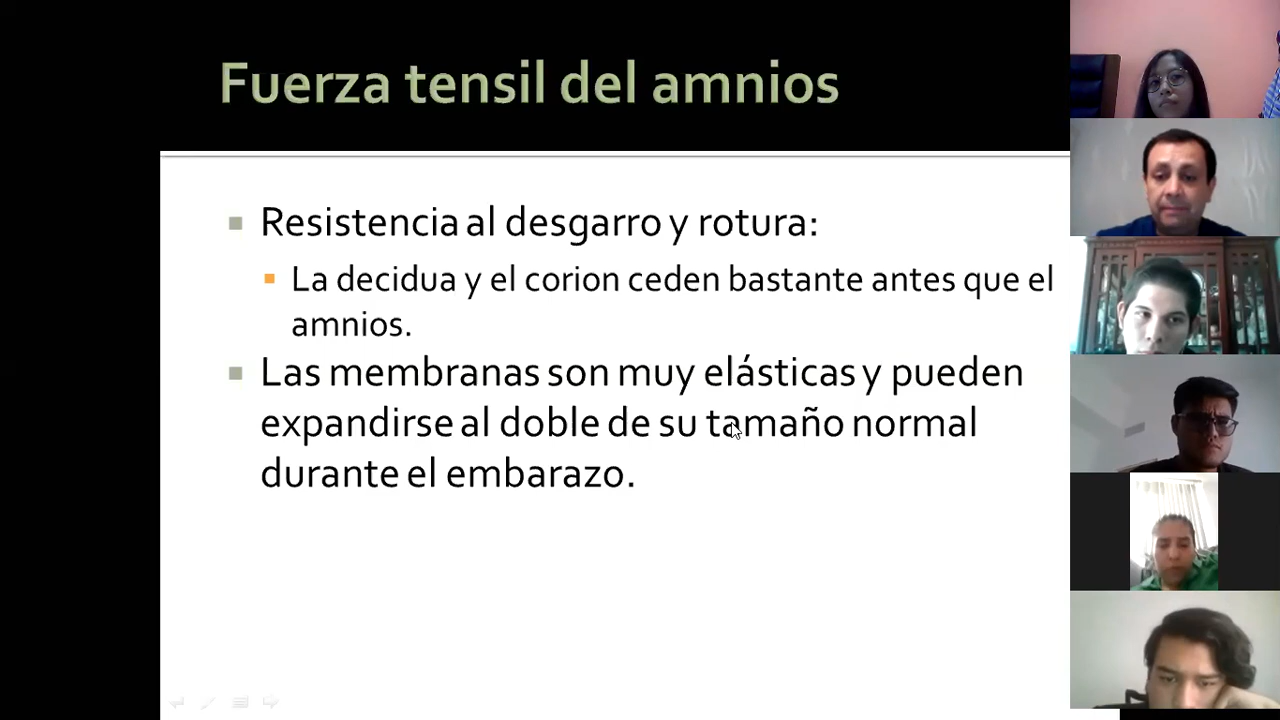 Fuerza tensil del amnios
Resistencia al desgarro y rotura:
La decidua y el corion ceden bastante antes que el
amnios.
Las membranas son muy elásticas y pueden
expandirse al doble de su tamaño normal
durante el embarazo.